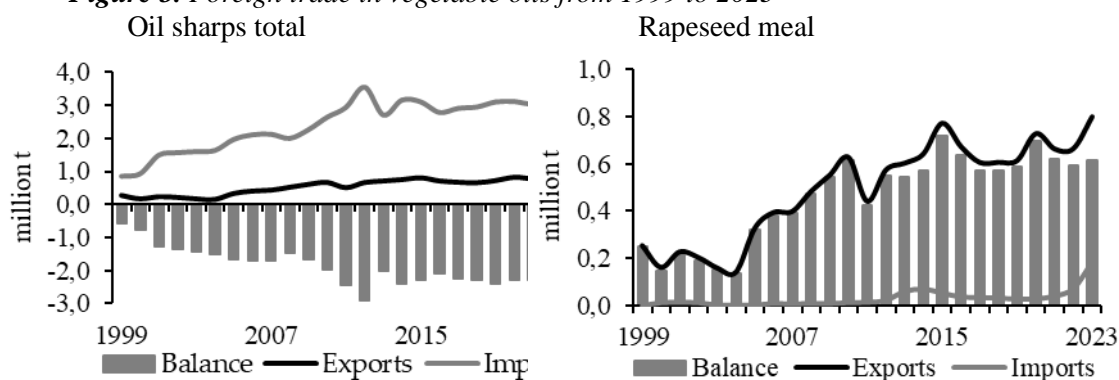 Figure Foreign trade in vegetable oils from 1999 to 2023
Oil sharps total
4,0
3,0
2,0
1,0
0,0
-1,0
-2,0
-3,0
million t
1999 2007 2015
Balance Exports Imp
Rapeseed meal
1,0
0,8
0,6
0,4
0,2
0,0
million t
1999 2007 2015 2023
Balance Exports Imports